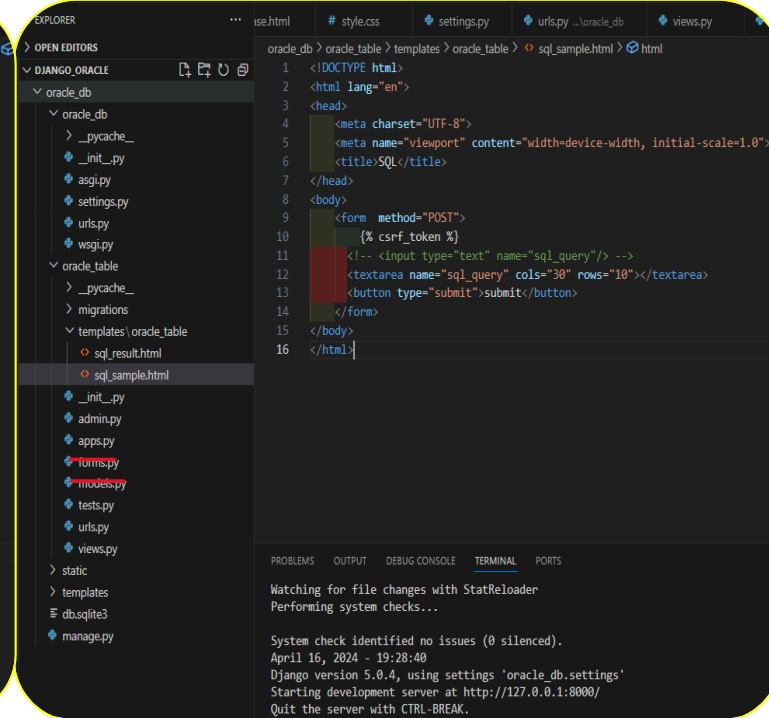 EXPLORER ···
OPEN EDITORS
DJANGO_ORACLE
oracle_db
oracle_db
__pycache__
__init__.py
asgi.py
settings.py
urls.py
wsgi.py
oracle_table
__pycache__
migrations
templates\oracle_table
sql_result.html
sql_sample.html
__init__.py
admin.py
apps.py
forms.py
models.py
tests.py
urls.py
views.py
static
templates
db.sqlite3
manage.py
use.html # style.css settings.py urls.py ...\oracle_db views.py
oracle_db > oracle_table > templates > oracle_table > <> sql_sample.html > html
1 <!DOCTYPE html>
2 <html lang="en">
3 <head>
4 <meta charset="UTF-8">
5 <meta name="viewport" content="width=device-width, initial-scale=1.0">
6 <title>SQL</title>
7 </head>
8 <body>
9 <form  method="POST">
10 {% csrf_token %}
11 <!-- <input type="text" name="sql_query"/> -->
12 <textarea name="sql_query" cols="30" rows="10"></textarea>
13 <button type="submit">submit</button>
14 </form>
15 </body>
16 </html>
PROBLEMS OUTPUT DEBUG CONSOLE TERMINAL PORTS
Watching for file changes with StatReloader
Performing system checks...
System check identified no issues (0 silenced).
April 16, 2024 - 19:28:40
Django version 5.0.4, using settings 'oracle_db.settings'
Starting development server at http://127.0.0.1:8000/
Quit the server with CTRL-BREAK.